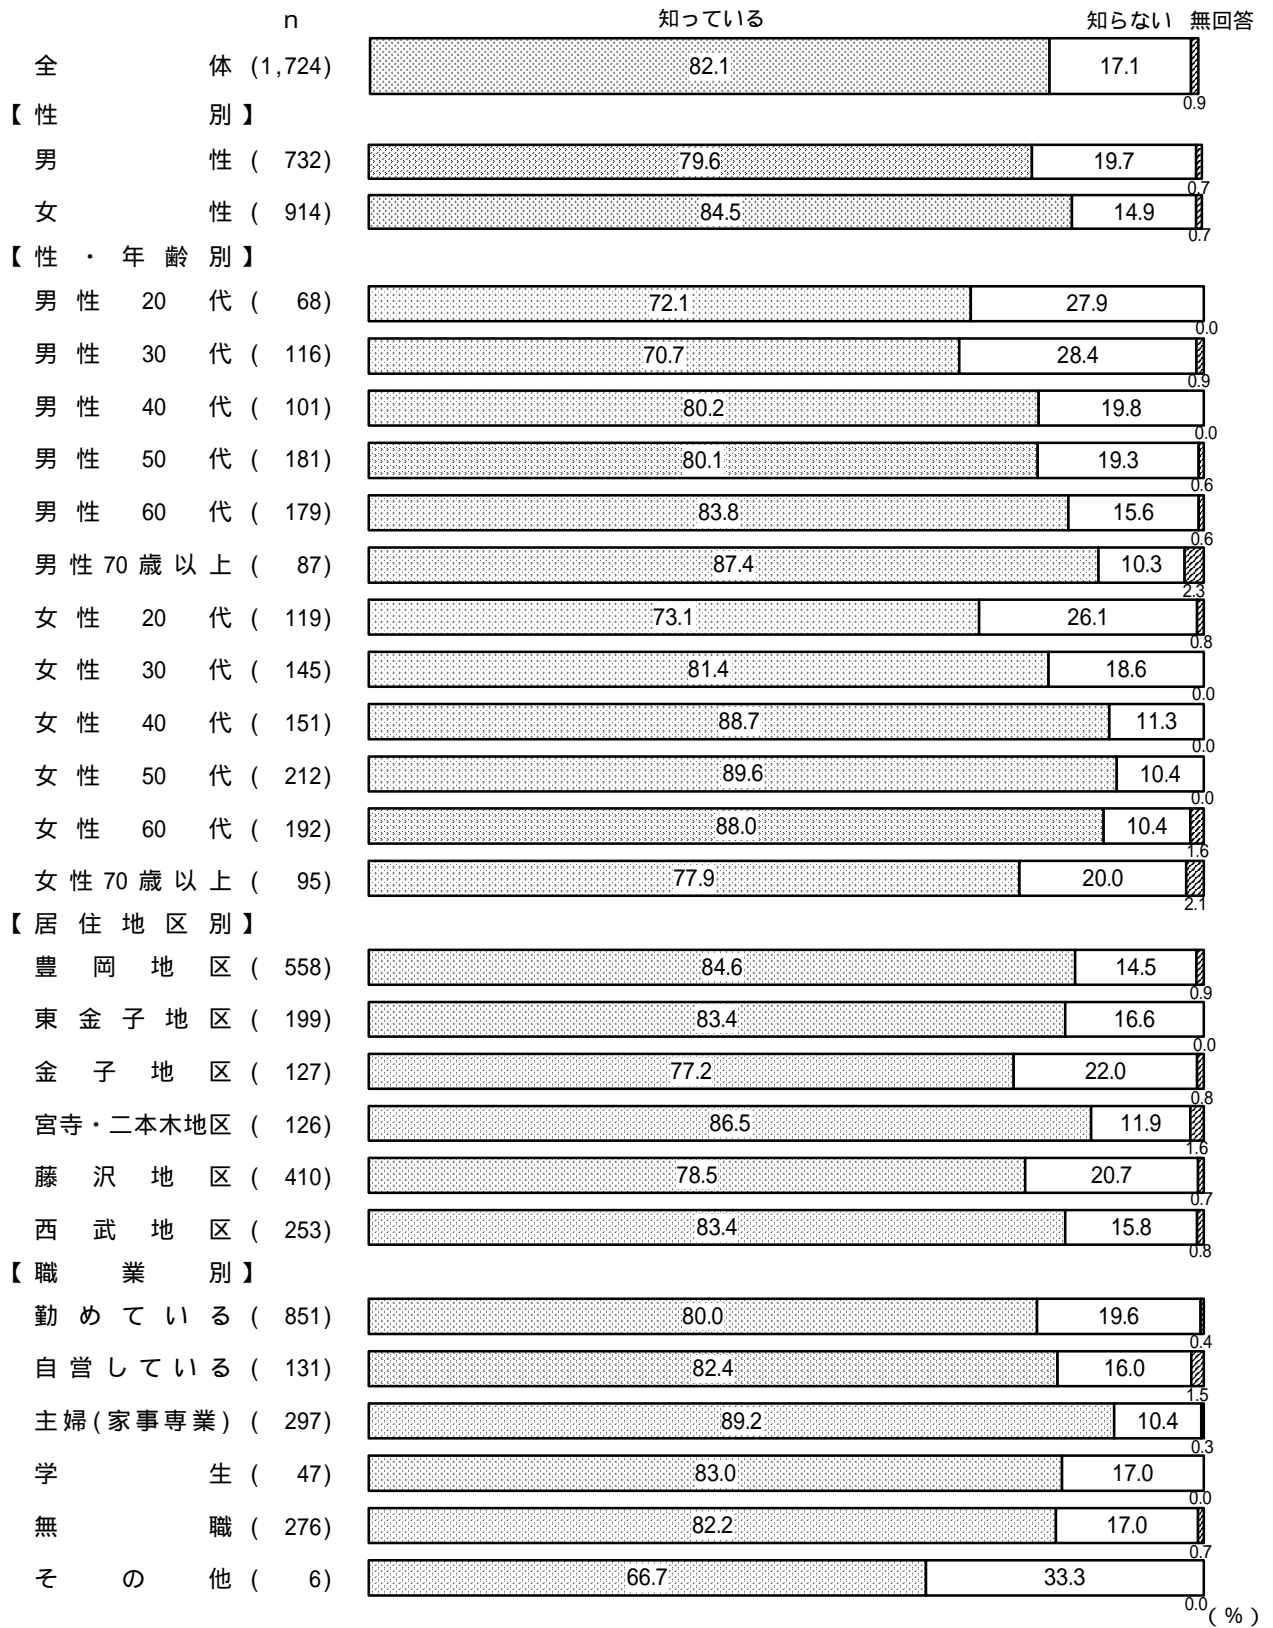 n 知っている 知らない 無回答
全体 (1,724) 82.1 17.1 0.9
【性別】
男性 ( 732) 79.6 19.7 0.7
女性 ( 914) 84.5 14.9 0.7
【性・年齢別】
男性 20 代 ( 68) 72.1 27.9 0.0
男性 30 代 ( 116) 70.7 28.4 0.9
男性 40 代 ( 101) 80.2 19.8 0.0
男性 50 代 ( 181) 80.1 19.3 0.6
男性 60 代 ( 179) 83.8 15.6 0.6
男性 70 歳以上 ( 87) 87.4 10.3 2.3
女性 20 代 ( 119) 73.1 26.1 0.8
女性 30 代 ( 145) 81.4 18.6 0.0
女性 40 代 ( 151) 88.7 11.3 0.0
女性 50 代 ( 212) 89.6 10.4 0.0
女性 60 代 ( 192) 88.0 10.4 1.6
女性 70 歳以上 ( 95) 77.9 20.0 2.1
【居住地区別】
豊岡地区 ( 558) 84.6 14.5 0.9
東金子地区 ( 199) 83.4 16.6 0.0
金子地区 ( 127) 77.2 22.0 0.8
宮寺・二本木地区 ( 126) 86.5 11.9 1.6
藤沢地区 ( 410) 78.5 20.7 0.7
西武地区 ( 253) 83.4 15.8 0.8
【職業別】
勤めている ( 851) 80.0 19.6 0.4
自営している ( 131) 82.4 16.0 1.5
主婦(家事専業) ( 297) 89.2 10.4 0.3
学生 ( 47) 83.0 17.0 0.0
無職 ( 276) 82.2 17.0 0.7
その他 ( 6) 66.7 33.3 0.0
(%)